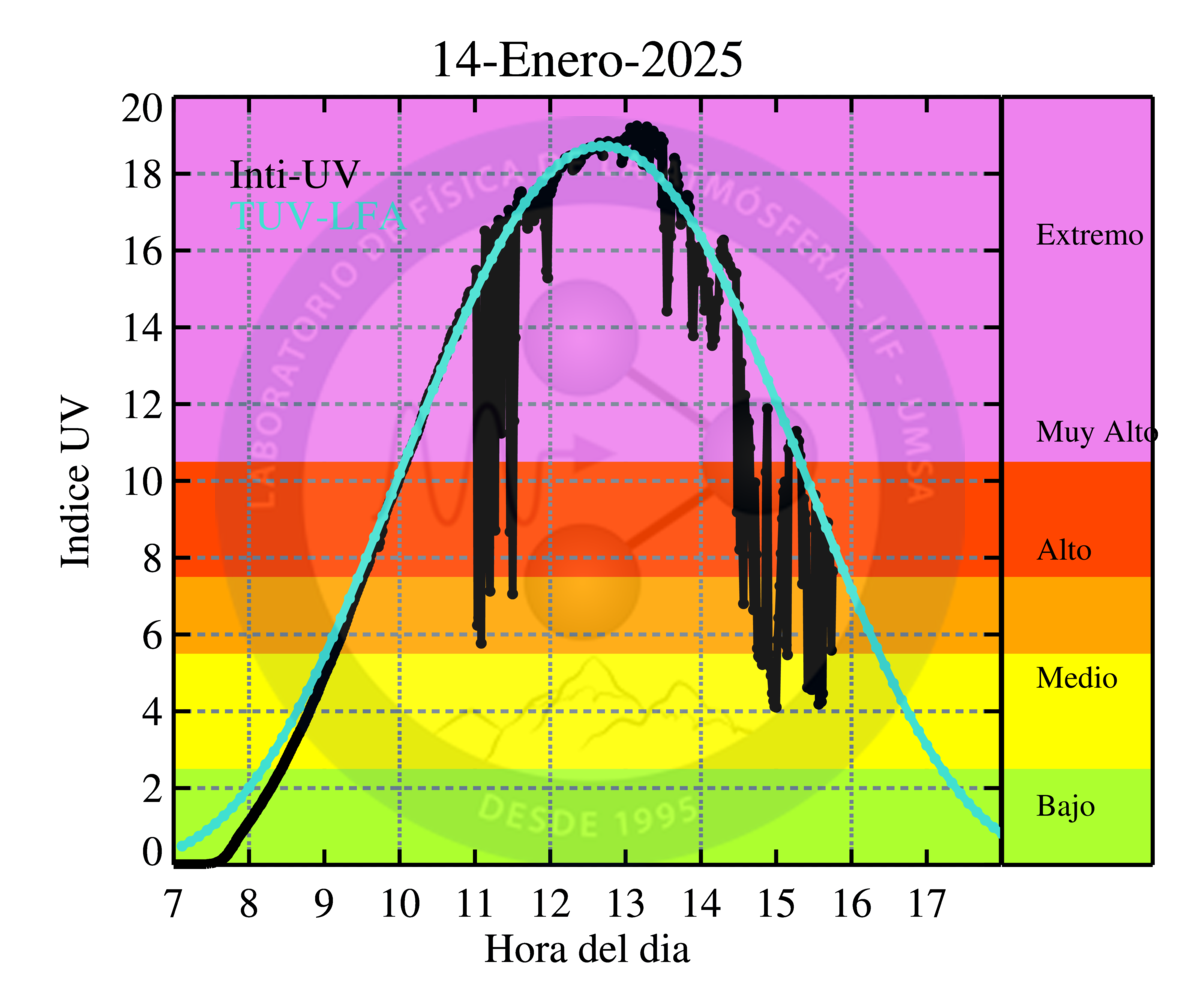 14-Enero-2025
Indice UV
20
18
16
14
12
10
8
6
4
2
0
Inti-UV
TUV-LFA
LABORATORIO DE FÍSICA DE LA ATMÓSFERA - IIF - UMSA
DESDE 1995
Extremo
Muy Alto
Alto
Medio
Bajo
7 8 9 10 11 12 13 14 15 16 17
Hora del dia